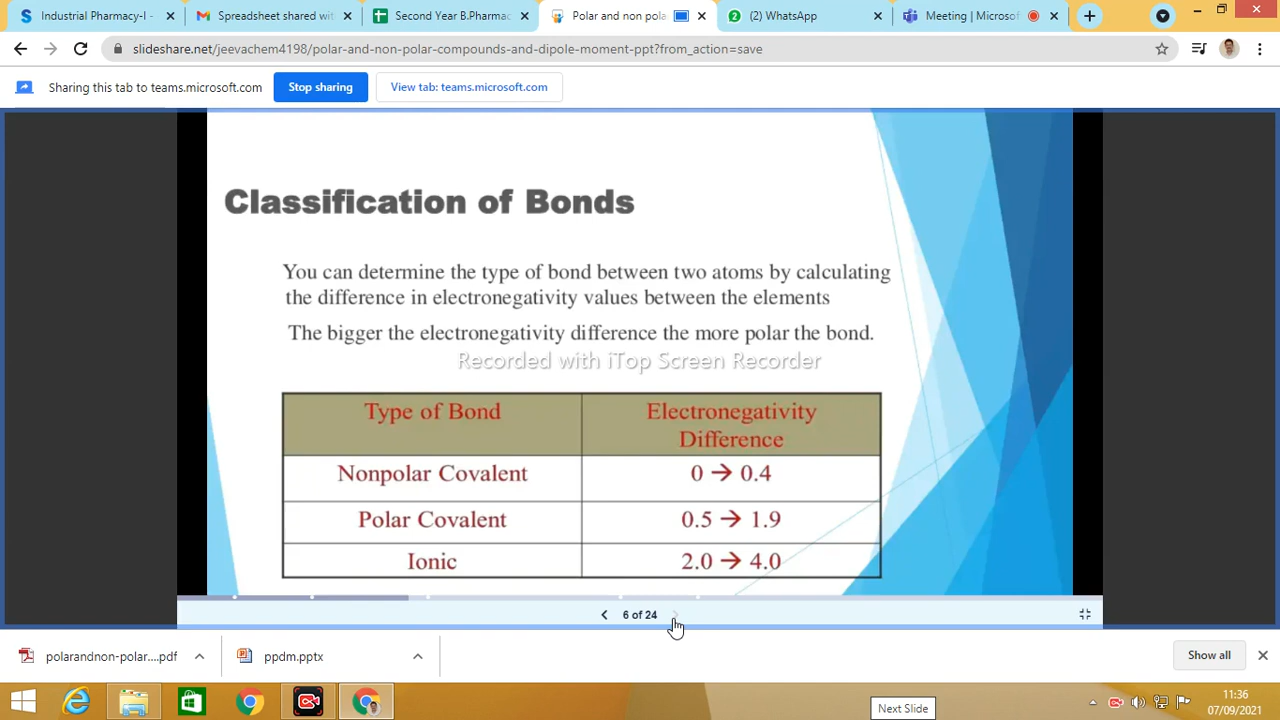 Industrial Pharmacy-I -
Spreadsheet shared wit
Second Year B.Pharmac
Polar and non pola
(2) WhatsApp
Meeting | Microsof
slideshare.net/jeevachem4198/polar-and-non-polar-compounds-and-dipole-moment-ppt?from_action=save
Sharing this tab to teams.microsoft.com
Stop sharing
View tab: teams.microsoft.com
Classification of Bonds
You can determine the type of bond between two atoms by calculating
the difference in electronegativity values between the elements
The bigger the electronegativity difference the more polar the bond.
Recorded with iTop Screen Recorder
Type of Bond
Electronegativity
Difference
Nonpolar Covalent
0 → 0.4
Polar Covalent
0.5 → 1.9
Ionic
2.0 → 4.0
6 of 24
polarandnon-polar....pdf
ppdm.pptx
Show all
Next Slide
11:36
07/09/2021